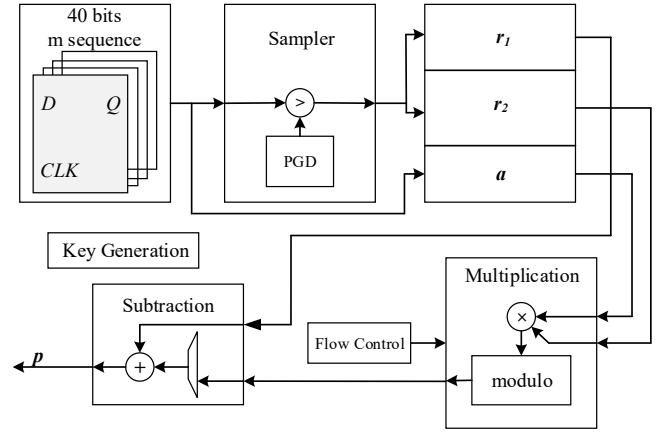 40 bits
m sequence
D Q
CLK
Sampler
>
PGD
r1
r2
a
Key Generation
Multiplication
×
modulo
Flow Control
Subtraction
+
p